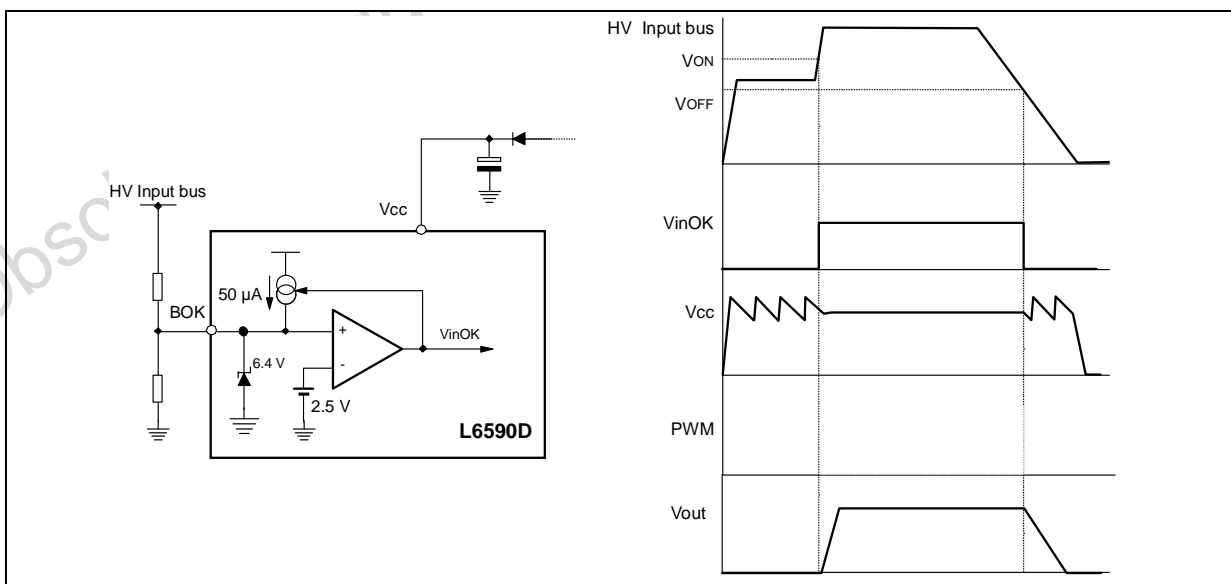 HV Input bus
Vcc
BOK
50 µA
6.4 V
2.5 V
+
-
VinOK
L6590D
HV Input bus
VON
VOFF
VinOK
Vcc
PWM
Vout